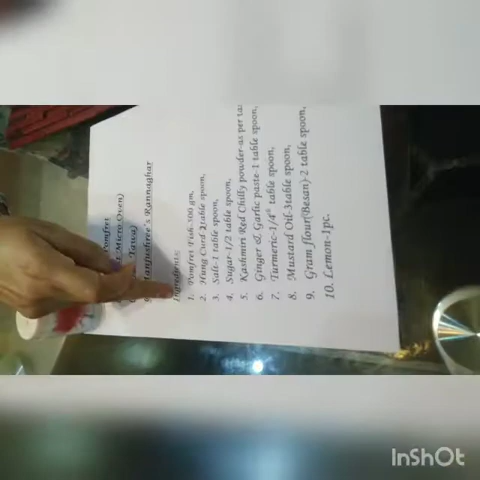 Pomfret
Micro Oven)
Tawa)
Manjushree's Rannaghar
Ingredients:
1. Pomfret Fish-300 gm,
2. Hung Curd-2table spoon,
3. Salt-1 table spoon,
4. Sugar-1/2 table spoon,
5. Kashmiri Red Chilly powder-as per
6. Ginger & Garlic paste-1 table spoon,
7. Turmeric-1/4th table spoon,
8. Mustard Oil-3table spoon,
9. Gram flour(Besan)-2 table spoon,
10. Lemon-1pc.
InShOt